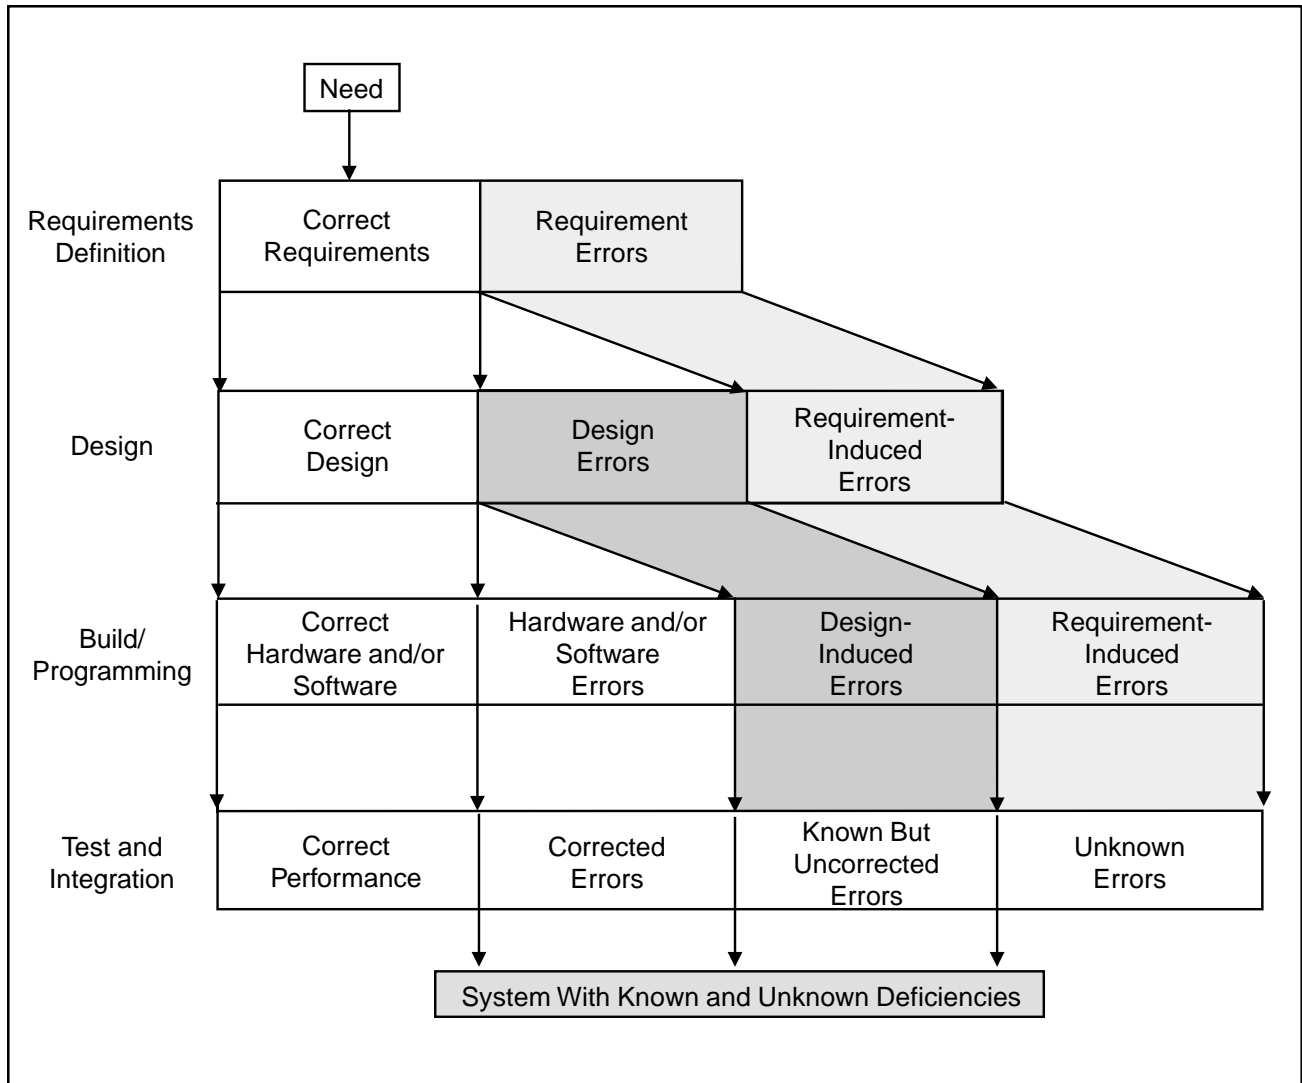 Need
Requirements
Definition
Correct
Requirements
Requirement
Errors
Design
Correct
Design
Design
Errors
Requirement-
Induced
Errors
Build/
Programming
Correct
Hardware and/or
Software
Hardware and/or
Software
Errors
Design-
Induced
Errors
Requirement-
Induced
Errors
Test and
Integration
Correct
Performance
Corrected
Errors
Known But
Uncorrected
Errors
Unknown
Errors
System With Known and Unknown Deficiencies